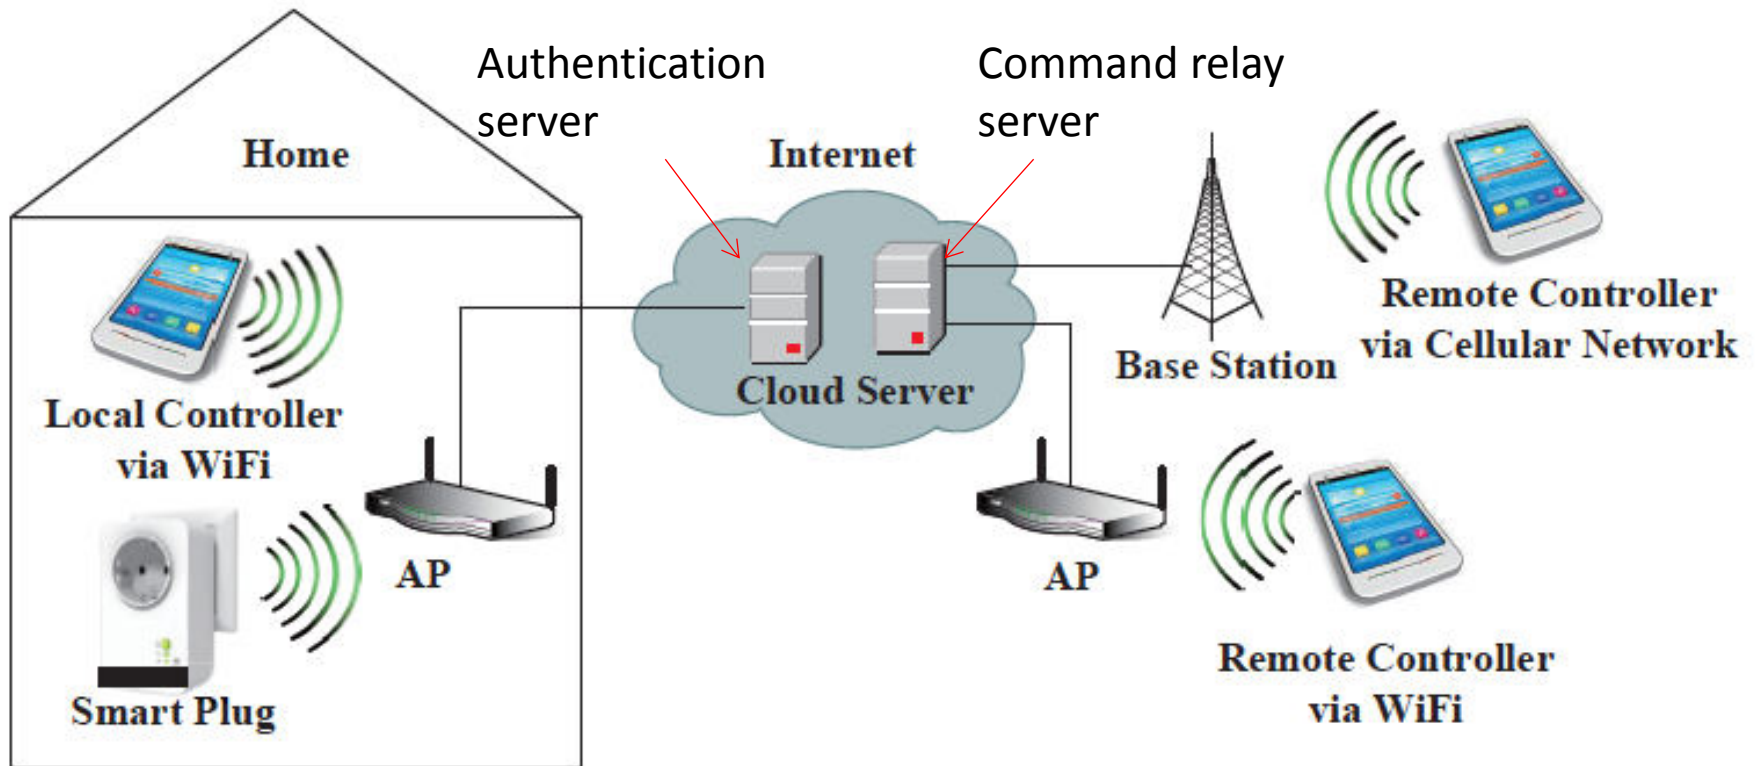 Authentication
server
Command relay
server
Home
Internet
Local Controller
via WiFi
Cloud Server
Base Station
Remote Controller
via Cellular Network
AP
AP
Smart Plug
Remote Controller
via WiFi